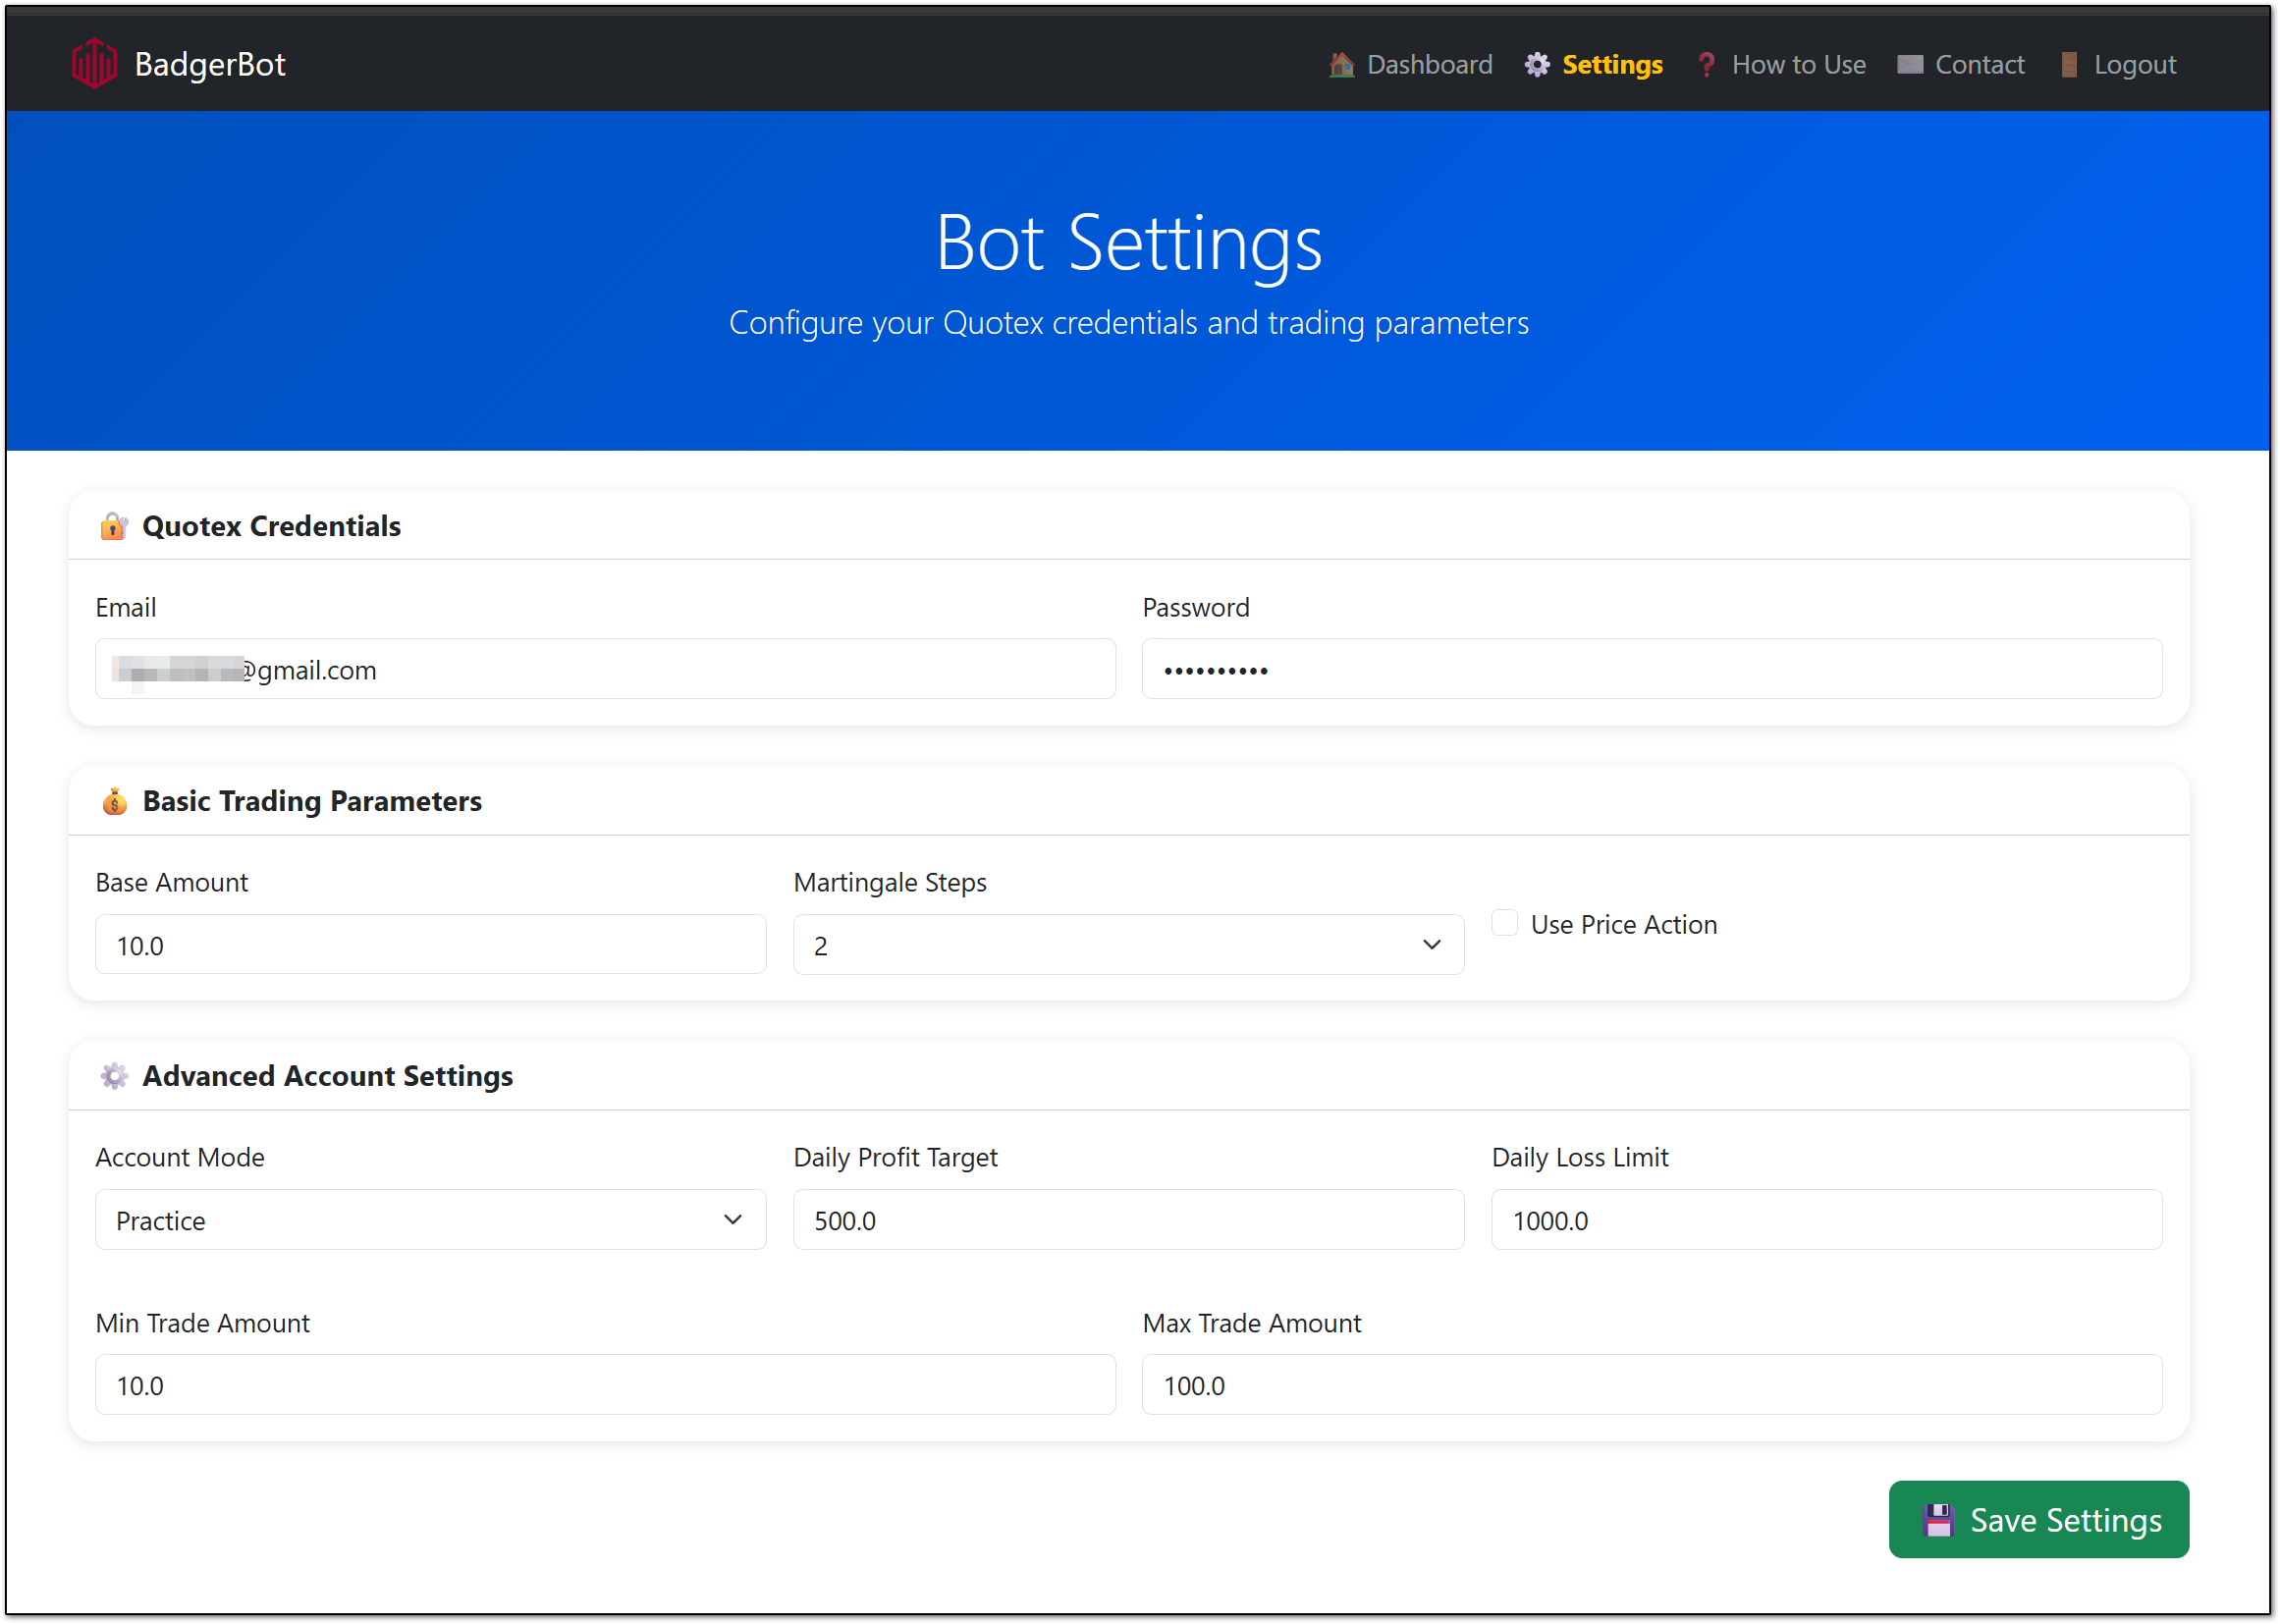 BadgerBot
Dashboard Settings How to Use Contact Logout
Bot Settings
Configure your Quotex credentials and trading parameters
Quotex Credentials
Email Password
@gmail.com ••••••••••
Basic Trading Parameters
Base Amount Martingale Steps
10.0 2 Use Price Action
Advanced Account Settings
Account Mode Daily Profit Target Daily Loss Limit
Practice 500.0 1000.0
Min Trade Amount Max Trade Amount
10.0 100.0
Save Settings